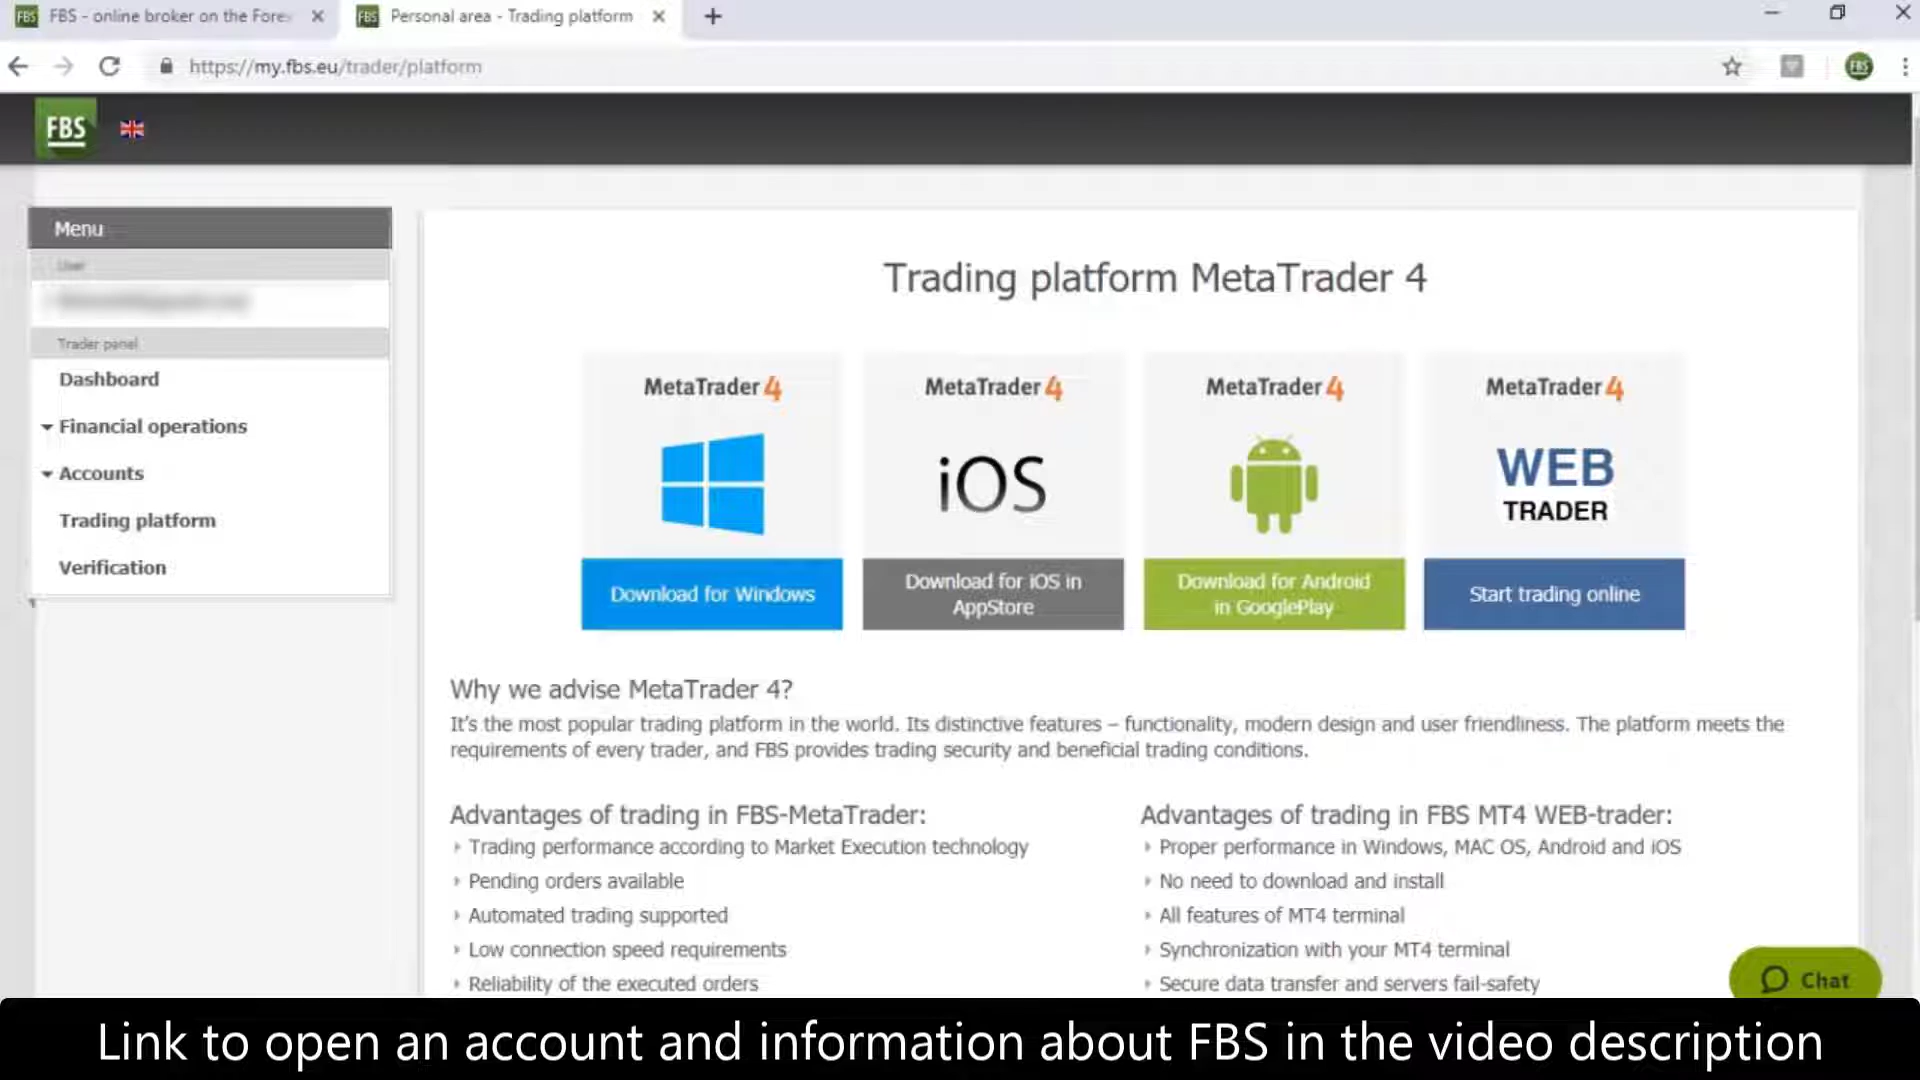 FBS - online broker on the Forex
Personal area - Trading platform
https://my.fbs.eu/trader/platform
FBS
FBS
Menu
User
Trader panel
Dashboard
Financial operations
Accounts
Trading platform
Verification
Trading platform MetaTrader 4
MetaTrader 4
MetaTrader 4
MetaTrader 4
MetaTrader 4
iOS
WEB
TRADER
Download for Windows
Download for iOS in
AppStore
Download for Android
in GooglePlay
Start trading online
Why we advise MetaTrader 4?
It's the most popular trading platform in the world. Its distinctive features – functionality, modern design and user friendliness. The platform meets the
requirements of every trader, and FBS provides trading security and beneficial trading conditions.
Advantages of trading in FBS-MetaTrader:
Trading performance according to Market Execution technology
Pending orders available
Automated trading supported
Low connection speed requirements
Reliability of the executed orders
Advantages of trading in FBS MT4 WEB-trader:
Proper performance in Windows, MAC OS, Android and iOS
No need to download and install
All features of MT4 terminal
Synchronization with your MT4 terminal
Secure data transfer and servers fail-safety
Chat
Link to open an account and information about FBS in the video description